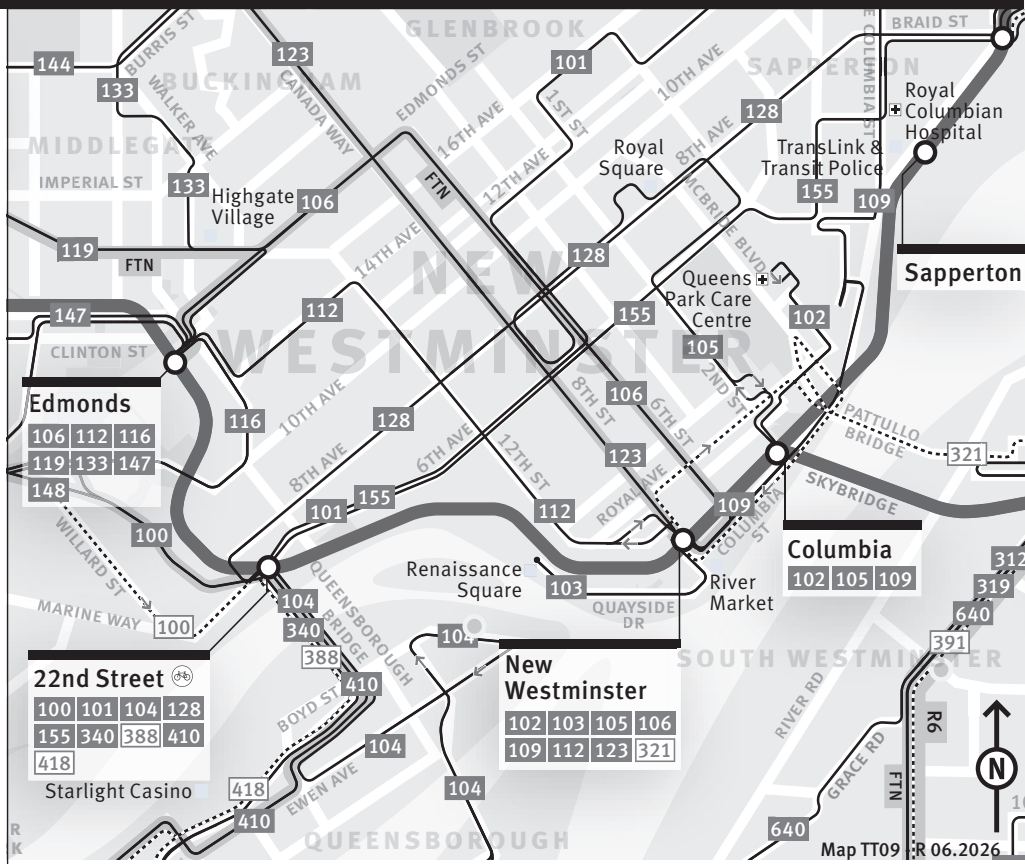 GLENBROOK
BRAID ST
BURRIS ST
123
101
E COLUMBIA ST
144
BUCKINGHAM
CANADA WAY
EDMONDS ST
10TH AVE
SAPPERTON
133
WALKER AVE
16TH AVE
1ST ST
128
Royal
Columbian
Hospital
MIDDLEGATE
FTN
12TH AVE
Royal
Square
8TH AVE
TransLink &
Transit Police
IMPERIAL ST
133
Highgate
Village
106
MCBRIDE BLVD
155
109
119
FTN
14TH AVE
NEW
WESTMINSTER
128
Queens
Park Care
Centre
Sapperton
147
112
155
102
CLINTON ST
105
2ND ST
Edmonds
106 112 116
119 133 147
148
116
10TH AVE
128
8TH ST
106
6TH ST
PATTULLO
BRIDGE
321
8TH AVE
6TH AVE
12TH ST
123
SKYBRIDGE
101
155
112
ROYAL AVE
109
COLUMBIA
ST
WILLARD ST
100
Columbia
102 105 109
312
319
640
391
MARINE WAY
100
104
340
388
410
QUEENSBOROUGH
BRIDGE
Renaissance
Square
103
QUAYSIDE
DR
River
Market
104
SOUTH WESTMINSTER
22nd Street
100 101 104 128
155 340 388 410
418
New
Westminster
102 103 105 106
109 112 123 321
BOYD ST
104
RIVER RD
R6
GRACE RD
FTN
N
Starlight Casino
418
410
EWEN AVE
104
QUEENSBOROUGH
640
10
R
K
Map TT09 - R 06.2026